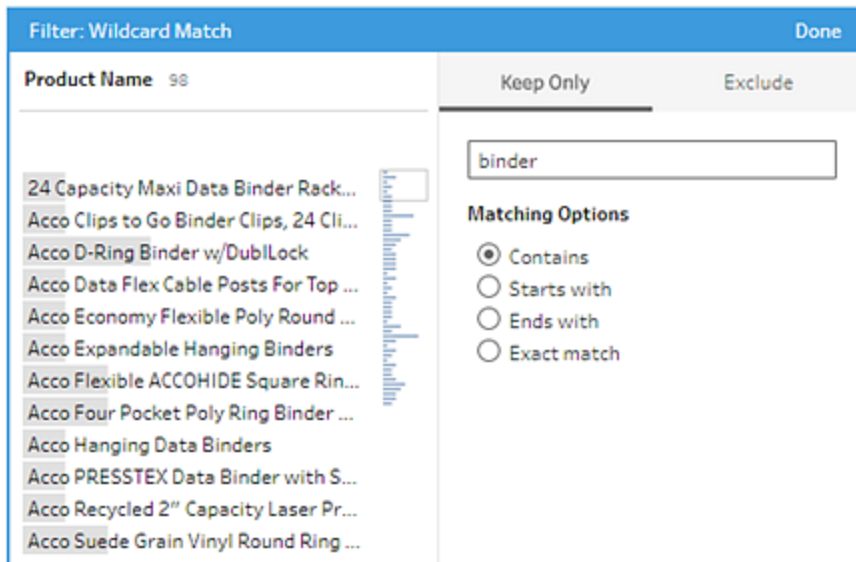 Filter: Wildcard Match
Done
Product Name 98
24 Capacity Maxi Data Binder Rack...
Acco Clips to Go Binder Clips, 24 Cli...
Acco D-Ring Binder w/DublLock
Acco Data Flex Cable Posts For Top ...
Acco Economy Flexible Poly Round ...
Acco Expandable Hanging Binders
Acco Flexible ACCOHIDE Square Rin...
Acco Four Pocket Poly Ring Binder ...
Acco Hanging Data Binders
Acco PRESSTEX Data Binder with S...
Acco Recycled 2" Capacity Laser Pr...
Acco Suede Grain Vinyl Round Ring ...
Keep Only
Exclude
binder
Matching Options
Contains
Starts with
Ends with
Exact match